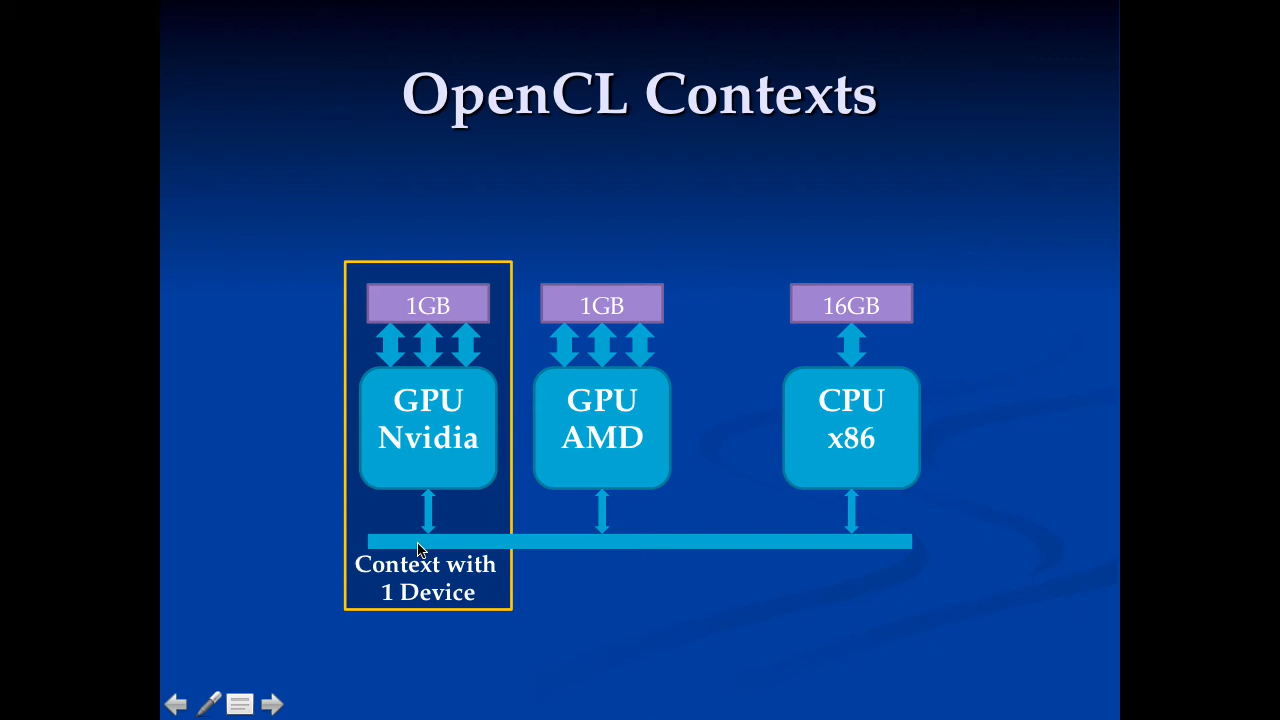 OpenCL Contexts
1GB
1GB
16GB
GPU
Nvidia
GPU
AMD
CPU
x86
Context with
1 Device